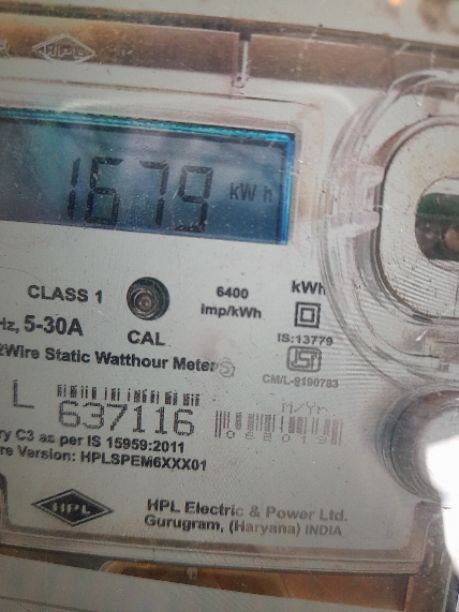 HPL
1679 kWh
CLASS 1
6400
imp/kWh
kWh
Hz, 5-30A
CAL
IS:13779
2Wire Static Watthour Meter
CM/L-9190783
L 637116
M/Yr
062019
ry C3 as per IS 15959:2011
re Version: HPLSPEM6XXX01
HPL
HPL Electric & Power Ltd.
Gurugram, (Haryana) INDIA